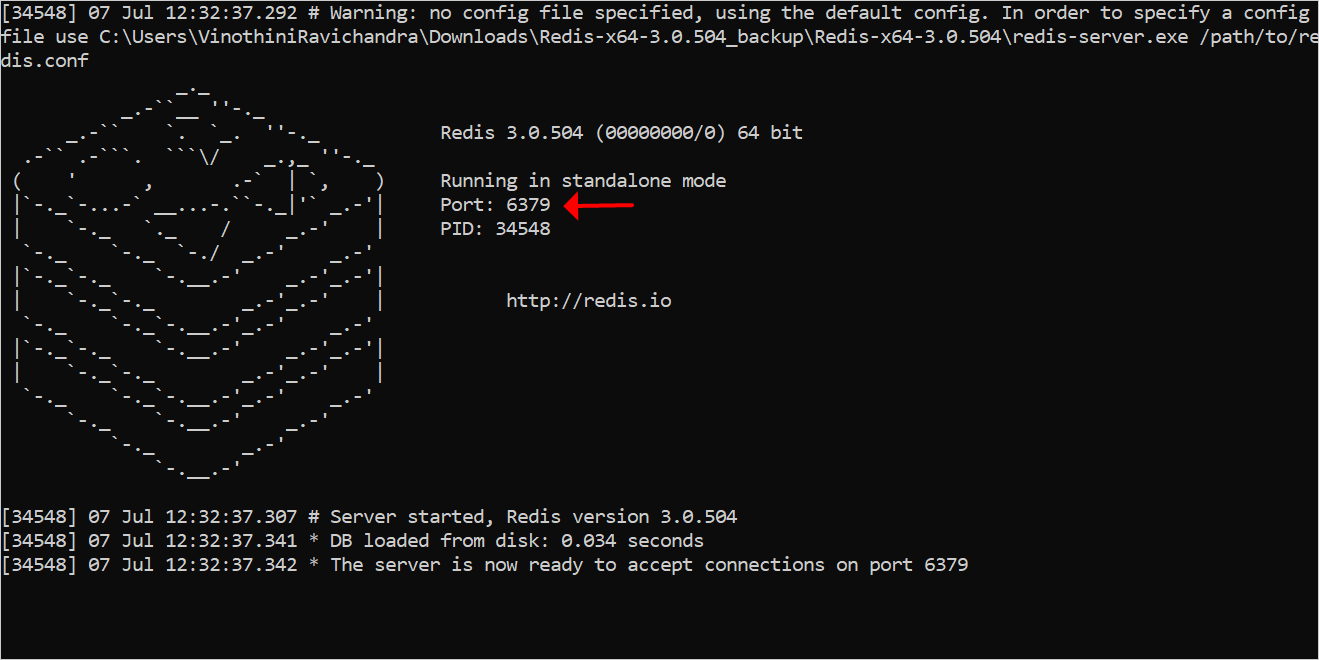 [34548] 07 Jul 12:32:37.292 # Warning: no config file specified, using the default config. In order to specify a config
file use C:\Users\VinothiniRavichandra\Downloads\Redis-x64-3.0.504_backup\Redis-x64-3.0.504\redis-server.exe /path/to/re
dis.conf
Redis 3.0.504 (00000000/0) 64 bit
Running in standalone mode
Port: 6379
PID: 34548
http://redis.io
[34548] 07 Jul 12:32:37.307 # Server started, Redis version 3.0.504
[34548] 07 Jul 12:32:37.341 * DB loaded from disk: 0.034 seconds
[34548] 07 Jul 12:32:37.342 * The server is now ready to accept connections on port 6379